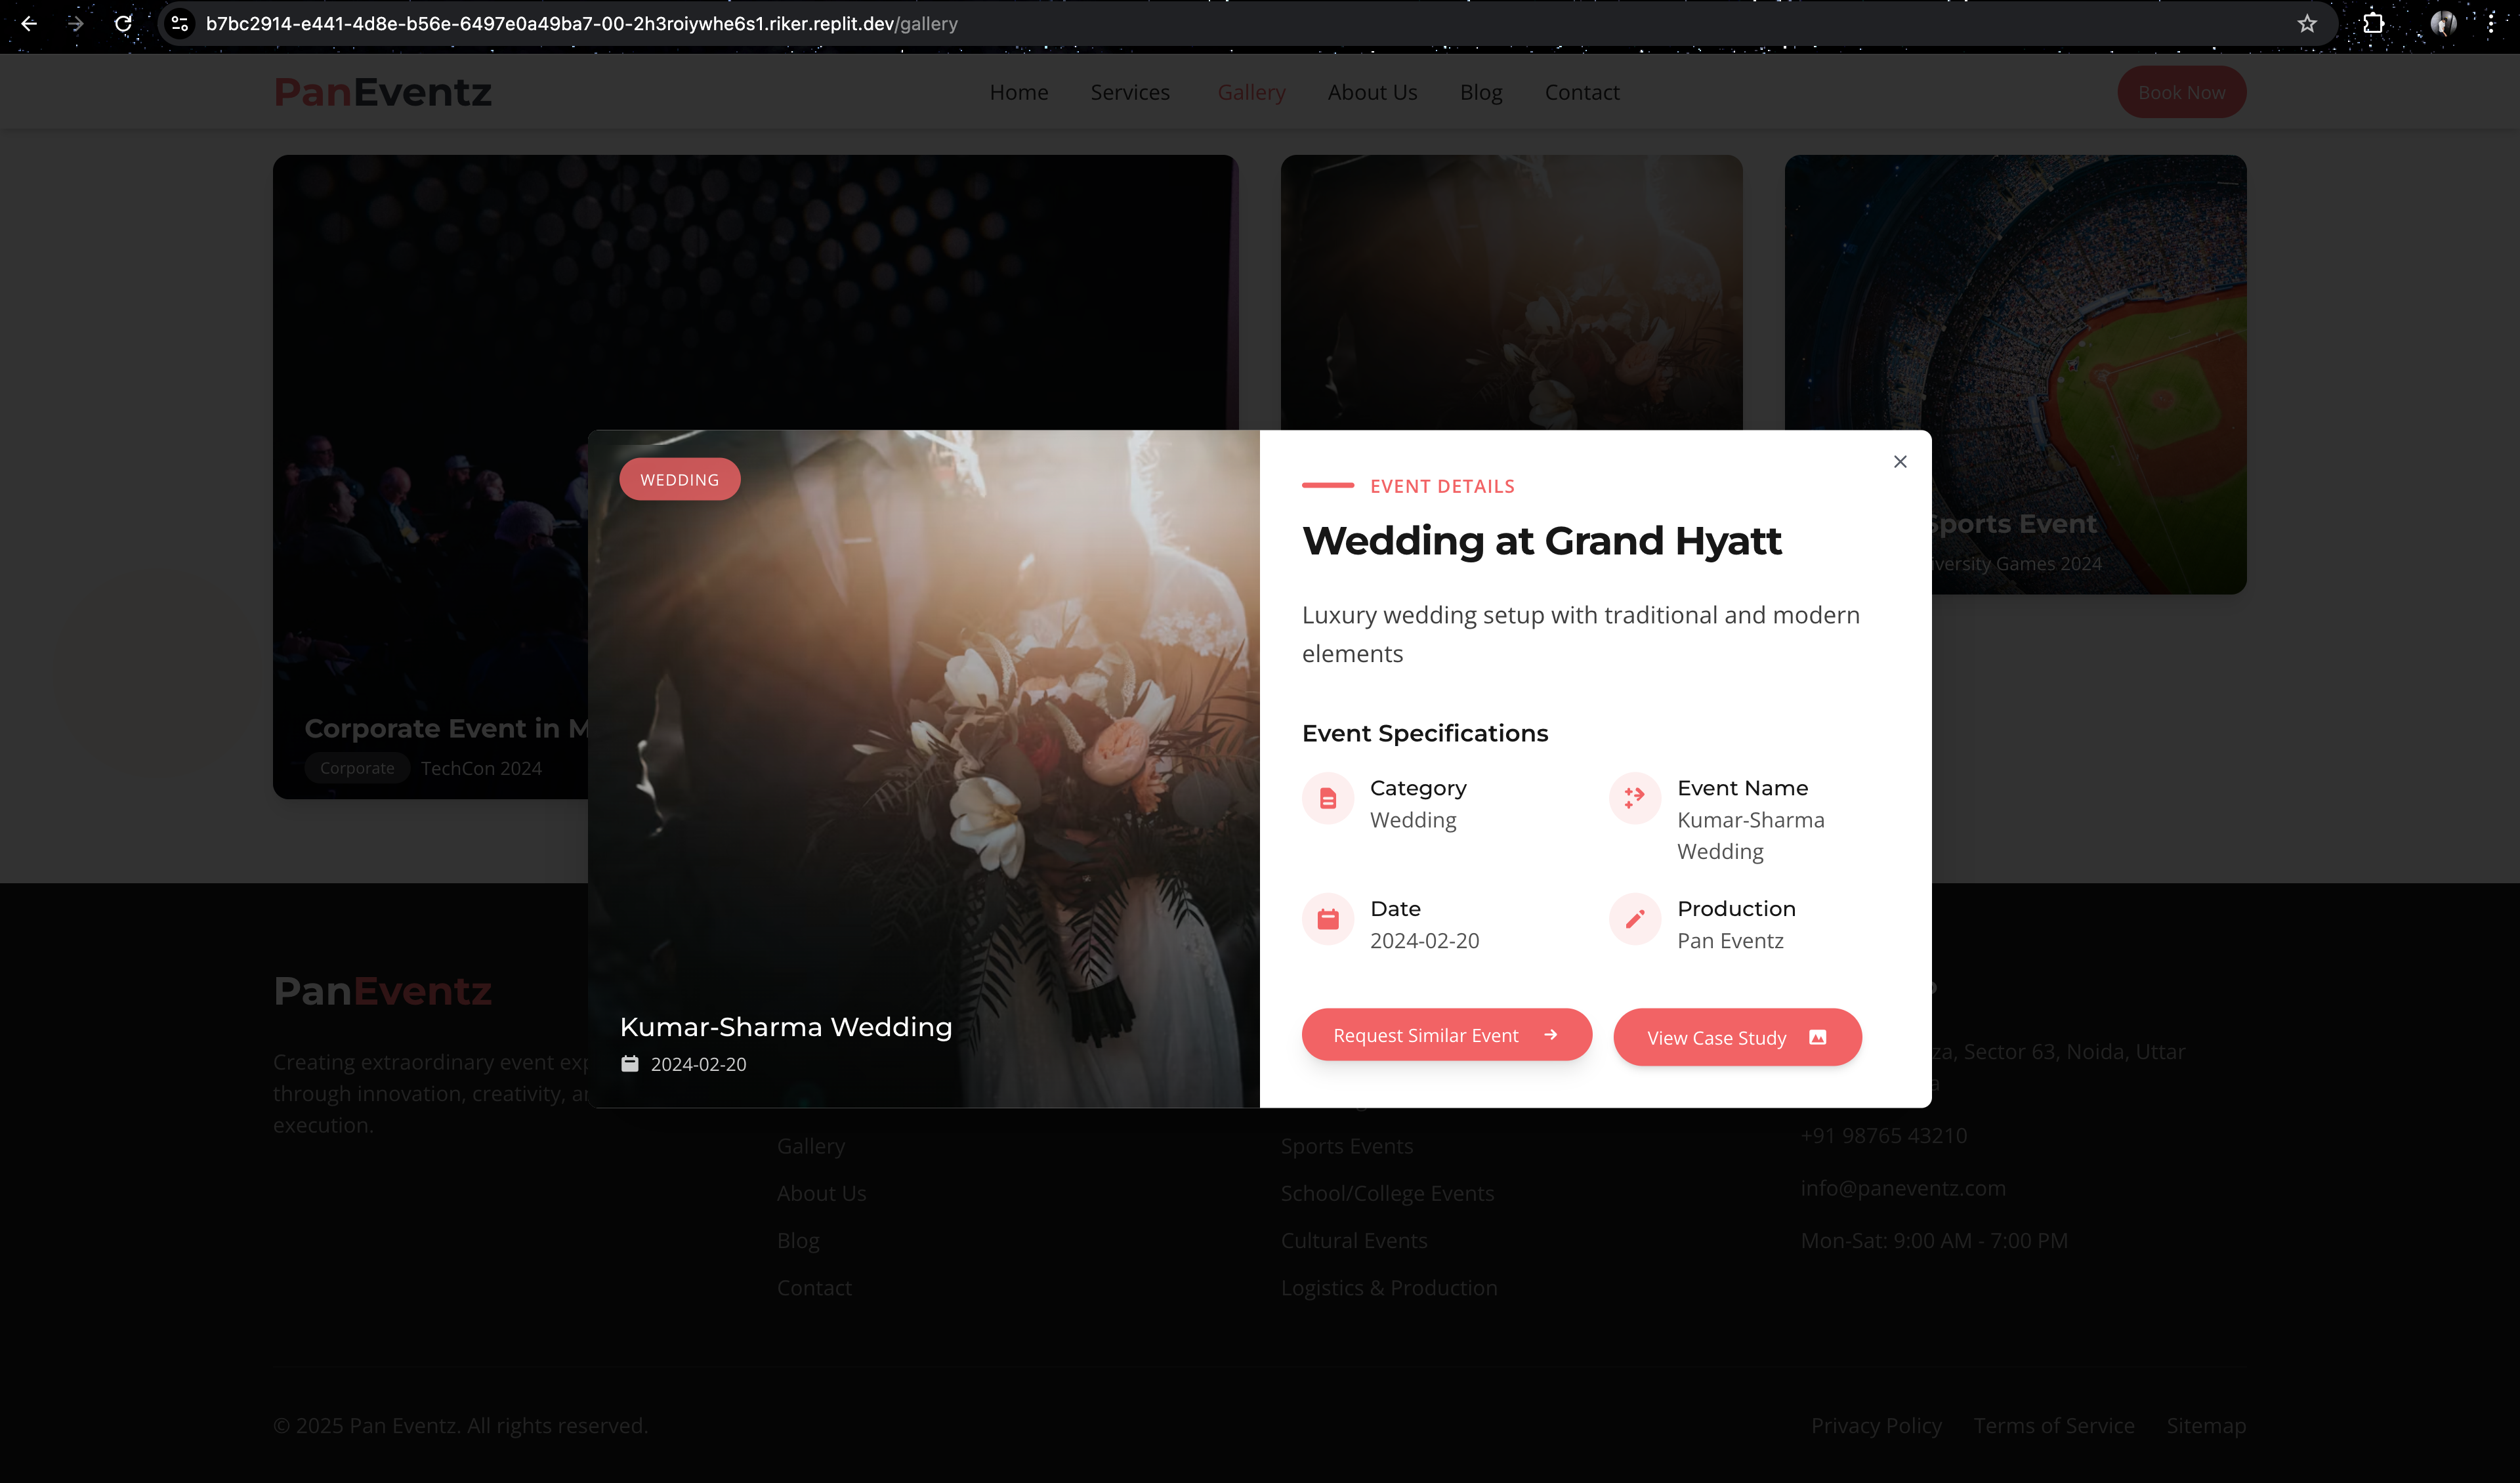 b7bc2914-e441-4d8e-b56e-6497e0a49ba7-00-2h3roiywhe6s1.riker.replit.dev/gallery
PanEventz
Home Services Gallery About Us Blog Contact
Book Now
Corporate Event in M
Corporate TechCon 2024
Sports Event
versity Games 2024
WEDDING
Kumar-Sharma Wedding
2024-02-20
EVENT DETAILS
Wedding at Grand Hyatt
Luxury wedding setup with traditional and modern
elements
Event Specifications
Category
Wedding
Event Name
Kumar-Sharma
Wedding
Date
2024-02-20
Production
Pan Eventz
Request Similar Event
View Case Study
PanEventz
Creating extraordinary event exp
through innovation, creativity, a
execution.
Gallery
About Us
Blog
Contact
Sports Events
School/College Events
Cultural Events
Logistics & Production
za, Sector 63, Noida, Uttar
a
+91 98765 43210
info@paneventz.com
Mon-Sat: 9:00 AM - 7:00 PM
© 2025 Pan Eventz. All rights reserved.
Privacy Policy Terms of Service Sitemap